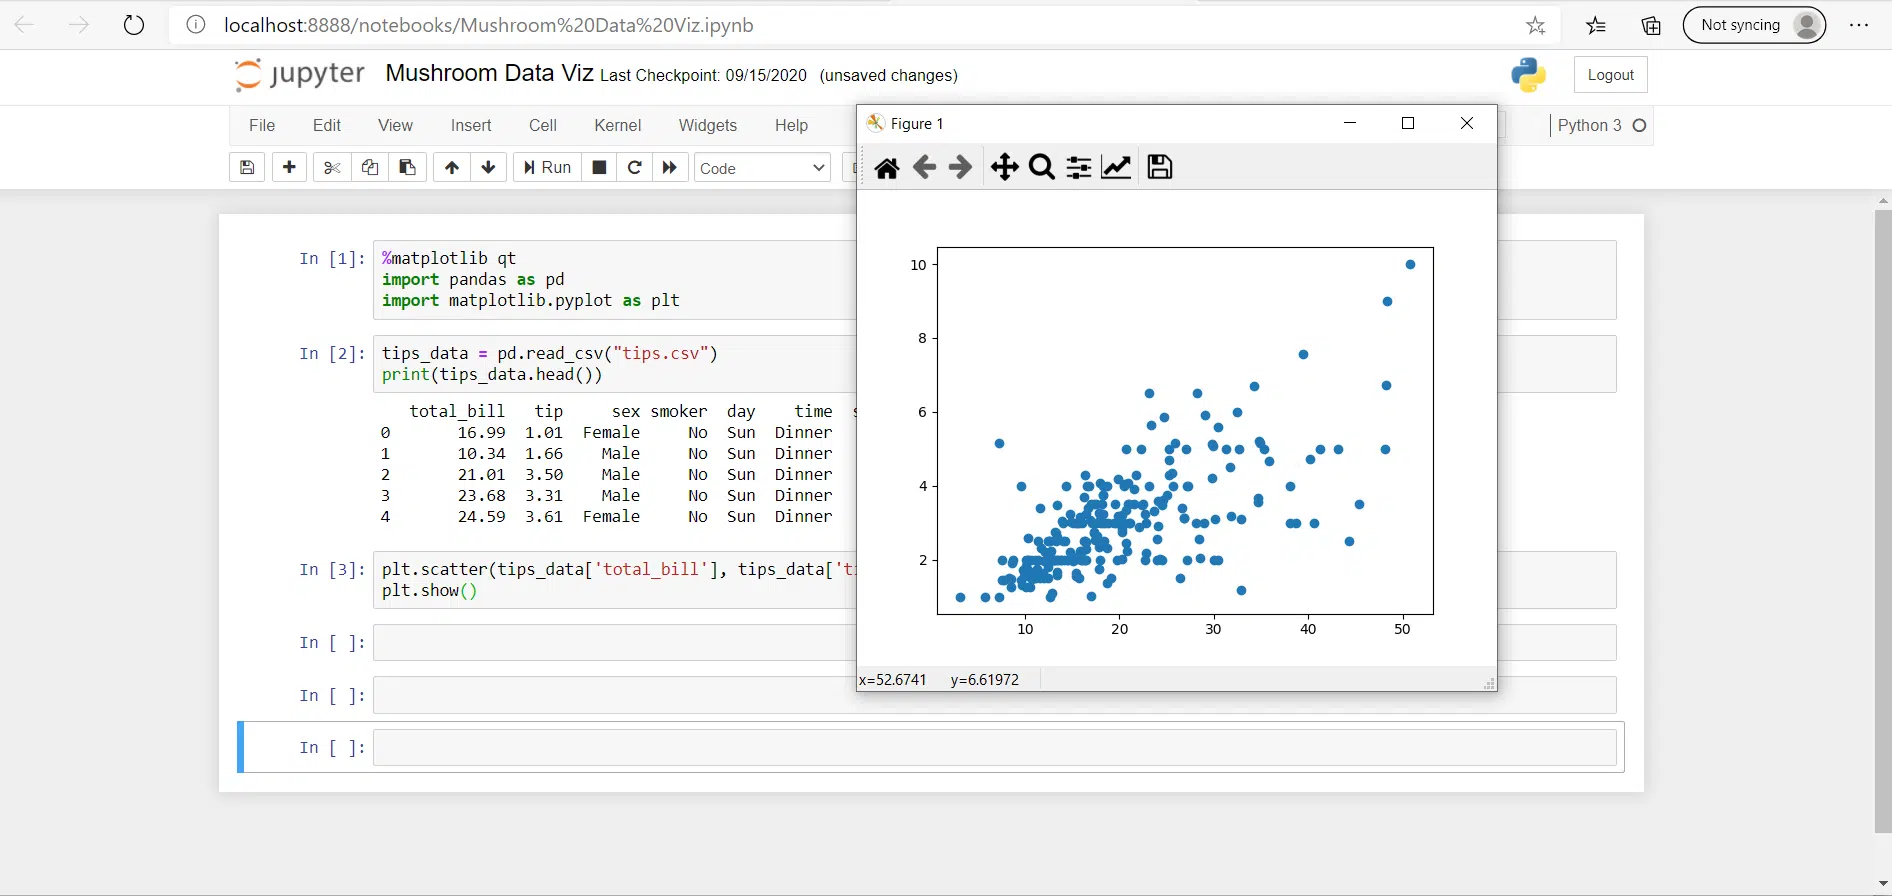 localhost:8888/notebooks/Mushroom%20Data%20Viz.ipynb
Not syncing
jupyter Mushroom Data Viz Last Checkpoint: 09/15/2020 (unsaved changes)
Logout
File Edit View Insert Cell Kernel Widgets Help
Python 3
Run
Code
Figure 1
In [1]: %matplotlib qt
import pandas as pd
import matplotlib.pyplot as plt
In [2]: tips_data = pd.read_csv("tips.csv")
print(tips_data.head())
total_bill tip sex smoker day time s
0 16.99 1.01 Female No Sun Dinner
1 10.34 1.66 Male No Sun Dinner
2 21.01 3.50 Male No Sun Dinner
3 23.68 3.31 Male No Sun Dinner
4 24.59 3.61 Female No Sun Dinner
In [3]: plt.scatter(tips_data['total_bill'], tips_data['ti
plt.show()
In [ ]:
In [ ]:
In [ ]:
10
8
6
4
2
10 20 30 40 50
x=52.6741 y=6.61972